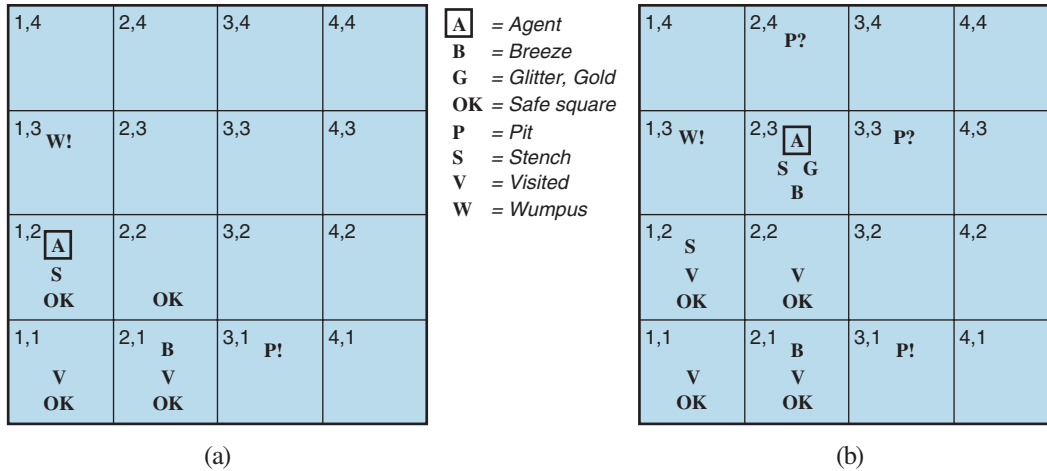 1,4 2,4 3,4 4,4
1,3 W! 2,3 3,3 4,3
1,2 A 2,2 3,2 4,2
S
OK OK
1,1 2,1 B 3,1 P! 4,1
V V
OK OK
(a)
A = Agent
B = Breeze
G = Glitter, Gold
OK = Safe square
P = Pit
S = Stench
V = Visited
W = Wumpus
1,4 2,4 P? 3,4 4,4
1,3 W! 2,3 A 3,3 P? 4,3
S G
B
1,2 S 2,2 3,2 4,2
V V
OK OK
1,1 2,1 B 3,1 P! 4,1
V V
OK OK
(b)